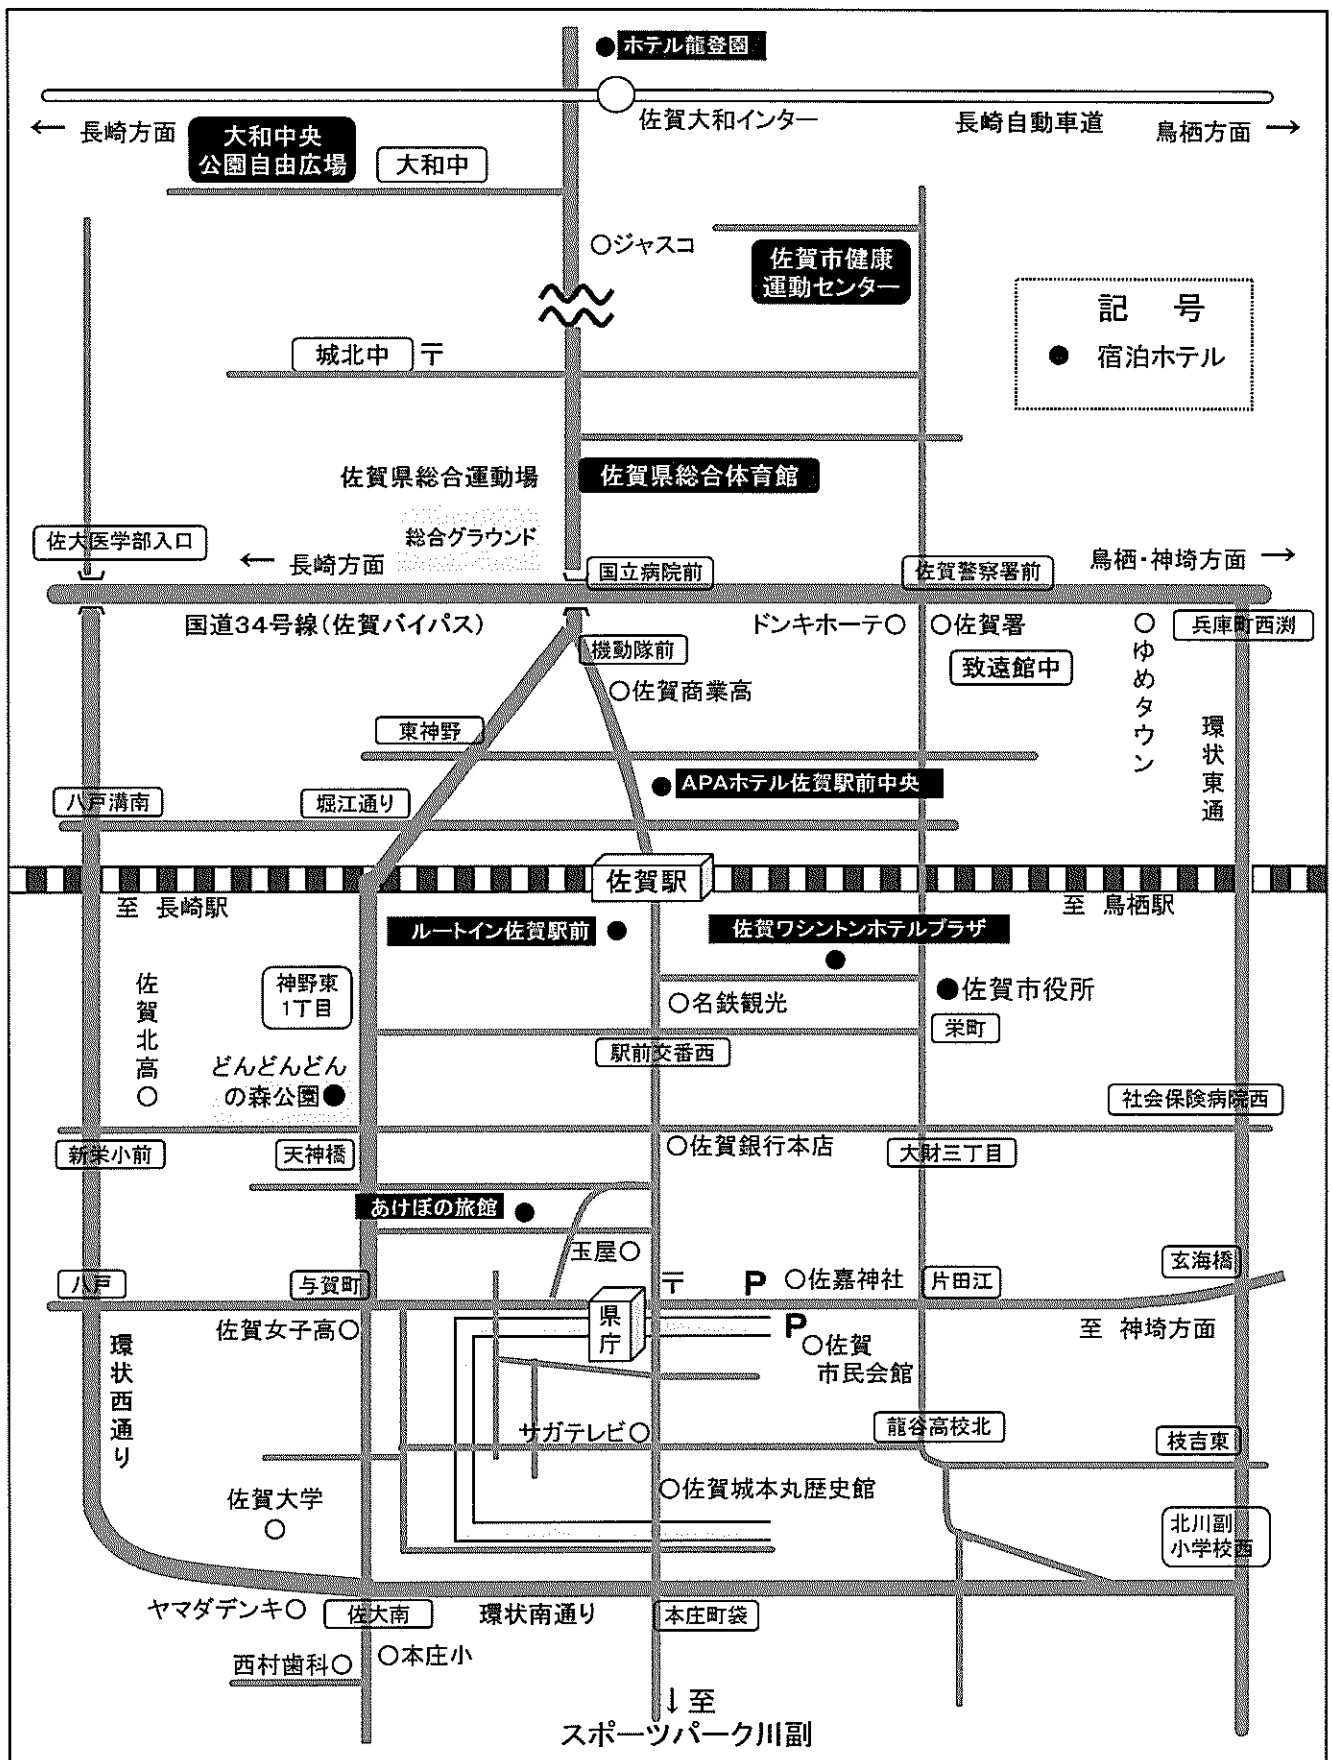 ホテル龍登園
佐賀大和インター
長崎自動車道
← 長崎方面
鳥栖方面 →
大和中央
公園自由広場
大和中
○ジャスコ
佐賀市健康
運動センター
記 号
● 宿泊ホテル
城北中
〒
佐賀県総合運動場
佐賀県総合体育館
総合グラウンド
佐大医学部入口
← 長崎方面
国立病院前
佐賀警察署前
鳥栖・神埼方面 →
国道34号線(佐賀バイパス)
ドンキホーテ○
○佐賀署
兵庫町西渕
○ゆめタウン
機動隊前
致遠館中
○佐賀商業高
東神野
環状東通
APAホテル佐賀駅前中央
八戸溝南
堀江通り
佐賀駅
至 長崎駅
至 鳥栖駅
ルートイン佐賀駅前
佐賀ワシントンホテルプラザ
佐賀北高○
神野東
1丁目
○名鉄観光
●佐賀市役所
栄町
駅前交番西
どんどんどん
の森公園●
社会保険病院西
新栄小前
天神橋
○佐賀銀行本店
大財三丁目
あけぼの旅館
玉屋○
玄海橋
八戸
与賀町
〒
P
○佐嘉神社
片田江
佐賀女子高○
県庁
P
○佐賀
市民会館
至 神埼方面
環状西通り
サガテレビ○
龍谷高校北
枝吉東
○佐賀城本丸歴史館
佐賀大学
○
北川副
小学校西
ヤマダデンキ○
佐大南
環状南通り
本庄町袋
西村歯科○
○本庄小
↓至
スポーツパーク川副